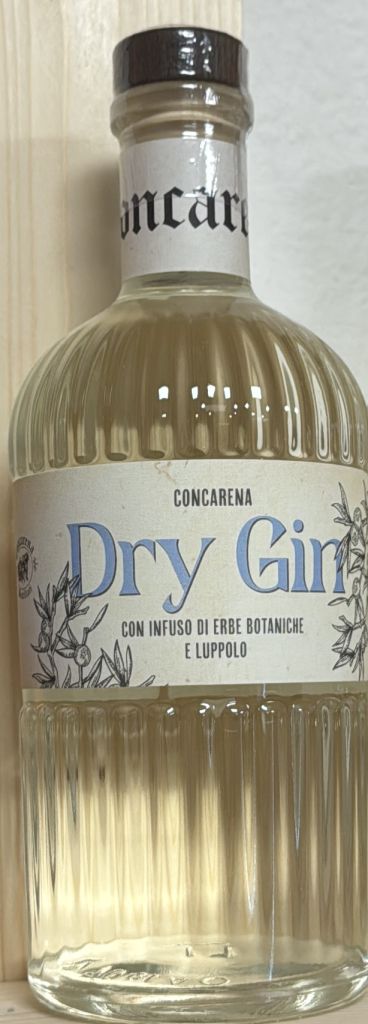 oncare
CONCARENA
Dry Gin
CON INFUSO DI ERBE BOTANICHE
E LUPPOLO